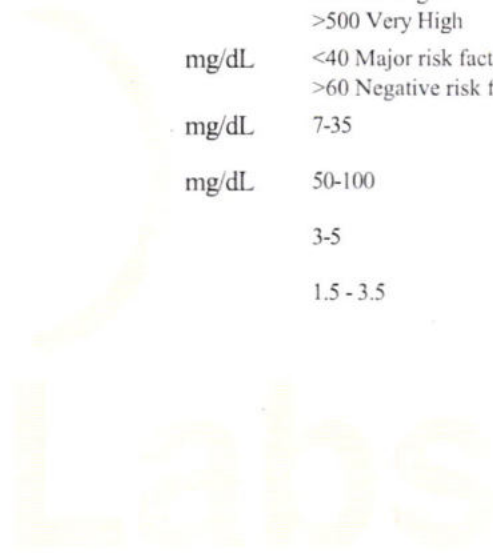 >500 Very High
mg/dL <40 Major risk fact
>60 Negative risk f
mg/dL 7-35
mg/dL 50-100
3-5
1.5 - 3.5
Labs